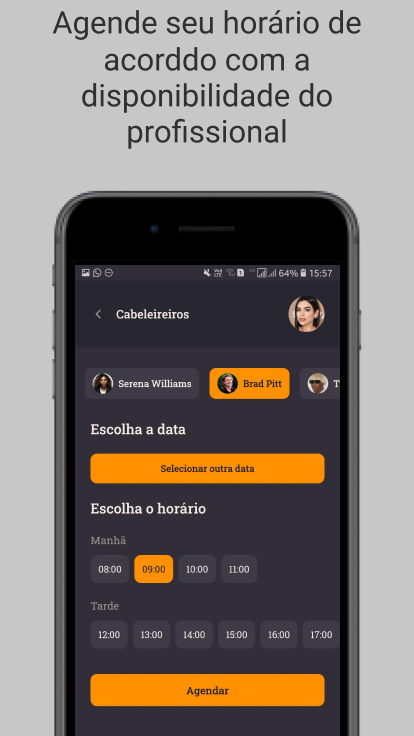 Agende seu horário de
acorddo com a
disponibilidade do
profissional
64% 15:57
Cabeleireiros
Serena Williams Brad Pitt T
Escolha a data
Selecionar outra data
Escolha o horário
Manhã
08:00 09:00 10:00 11:00
Tarde
12:00 13:00 14:00 15:00 16:00 17:00
Agendar